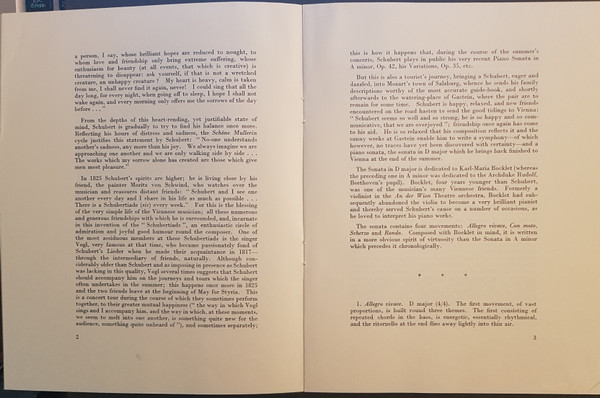 a person, I say, whose brilliant hopes are reduced to nought, to
whom love and friendship only bring extreme suffering, whose
enthusiasm for beauty (at all events, that which is creative) is
threatening to disappear; ask yourself, if that is not a wretched
creature, an unhappy creature ? My heart is heavy, calm is taken
from me, I shall never find it again, never! I could sing that all the
day long, for every night, when going off to sleep, I hope I shall not
wake again, and every morning only offers me the sorrows of the day
before . . . "
From the depths of this heart-rending, yet justifiable state of
mind, Schubert is gradually to try to find his balance once more.
Reflecting his hours of distress and sadness, the Schöne Mullerin
cycle justifies this statement by Schubert: " No-one understands
another's sadness, any more than his joy. We always imagine we are
approaching one another and we are only walking side by side . . .
The works which my sorrow alone has created are those which give
men most pleasure."
In 1825 Schubert's spirits are higher; he is living close by his
friend, the painter Moritz von Schwind, who watches over the
musician and reassures distant friends: " Schubert and I see one
another every day and I share in his life as much as possible . . .
There is a Schubertiade (sic) every week." For this is the blessing
of the very simple life of the Viennese musician; all these numerous
and generous friendships with which he is surrounded, and, incarnate
in this invention of the " Schubertiade ", an enthusiastic circle of
admiration and joyful good humour round the composer. One of
the most assiduous members at these Schubertiads is the singer
Vogl, very famous at that time, who became passionately fond of
Schubert's Lieder when he made their acquaintance in 1817—
through the intermediary of friends, naturally. Although con-
siderably older than Schubert and as imposing in presence as Schubert
was lacking in this quality, Vogl several times suggests that Schubert
should accompany him on the journeys and tours which the singer
often undertakes in the summer; this happens once more in 1825
and the two friends leave at the beginning of May for Styria. This
is a concert tour during the course of which they sometimes perform
together, to their greater mutual happiness (" the way in which Vogl
sings and I accompany him, and the way in which, at these moments,
we seem to melt into one another, is something quite new for the
audience, something quite unheard of "), and sometimes separately;
2
this is how it happens that, during the course of the summer's
concerts, Schubert plays in public his very recent Piano Sonata in
A minor, Op. 42, his Variations, Op. 35, etc.
But this is also a tourist's journey, bringing a Schubert, eager and
dazzled, into Mozart's town of Salzburg, whence he sends his family
descriptions worthy of the most accurate guide-book, and shortly
afterwards to the watering-place of Gastein, where the pair are to
remain for some time. Schubert is happy, relaxed, and new friends
encountered on the road hasten to send the good tidings to Vienna:
" Schubert seems so well and so strong, he is so happy and so com-
municative, that we are overjoyed "; friendship once again has come
to his aid. He is so relaxed that his composition reflects it and the
sunny weeks at Gastein enable him to write a symphony—of which
however, no traces have yet been discovered with certainty—and a
piano sonata, the sonata in D major which he brings back finished to
Vienna at the end of the summer.
The Sonata in D major is dedicated to Karl-Maria Bocklet (whereas
the preceding one in A minor was dedicated to the Archduke Rudolf,
Beethoven's pupil). Bocklet, four years younger than Schubert,
was one of the musician's many Viennese friends. Formerly a
violinist in the An der Wien Theatre orchestra, Bocklet had sub-
sequently abandoned the violin to become a very brilliant pianist
and thereby served Schubert's cause on a number of occasions, as
he loved to interpret his piano works.
The sonata contains four movements: Allegro vivace, Con moto,
Scherzo and Rondo. Composed with Bocklet in mind, it is written
in a more obvious spirit of virtuosity than the Sonata in A minor
which precedes it chronologically.
* * *
1. Allegro vivace. D major (4/4). The first movement, of vast
proportions, is built round three themes. The first consisting of
repeated chords in the bass, is energetic, essentially rhythmical,
and the ritornello at the end dies away lightly into thin air.
3